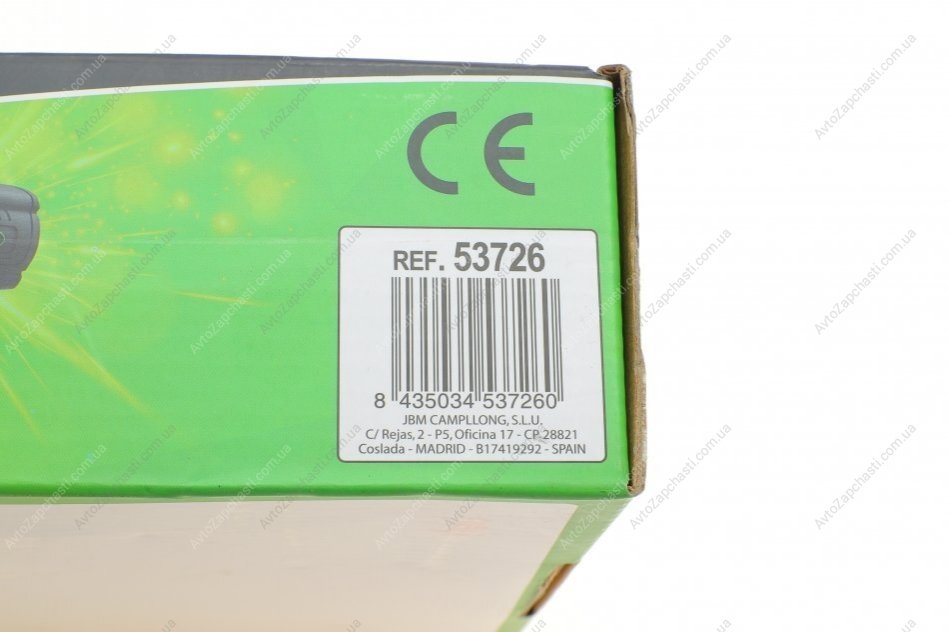 CE
REF. 53726
8 435034 537260
JBM CAMPLLONG, S.L.U.
C/ Rejas, 2 - P5, Oficina 17 - CP 28821
Coslada - MADRID - B17419292 - SPAIN
AvtoZapchasti.com.ua